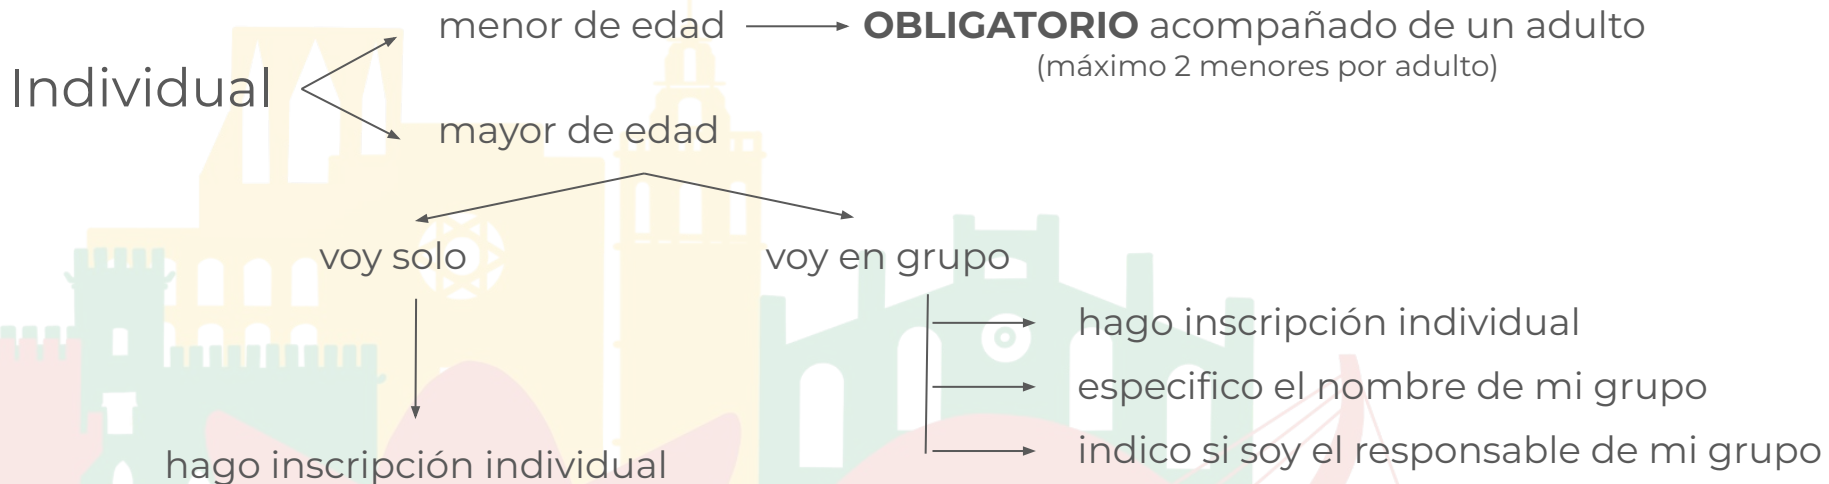 menor de edad
OBLIGATORIO acompañado de un adulto
(máximo 2 menores por adulto)
Individual
mayor de edad
voy solo
voy en grupo
hago inscripción individual
especifico el nombre de mi grupo
indico si soy el responsable de mi grupo
hago inscripción individual